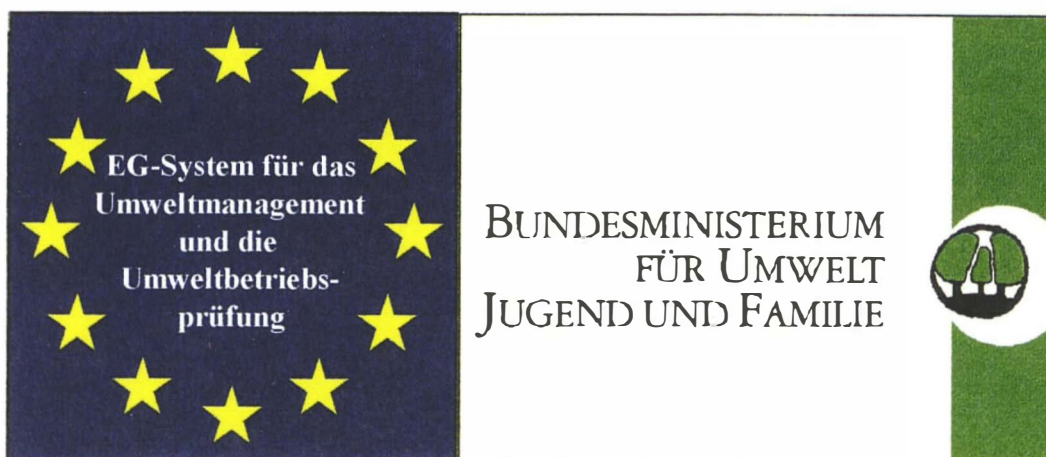 EG-System für das
Umweltmanagement
und die
Umweltbetriebs-
prüfung
BUNDESMINISTERIUM
FÜR UMWELT
JUGEND UND FAMILIE